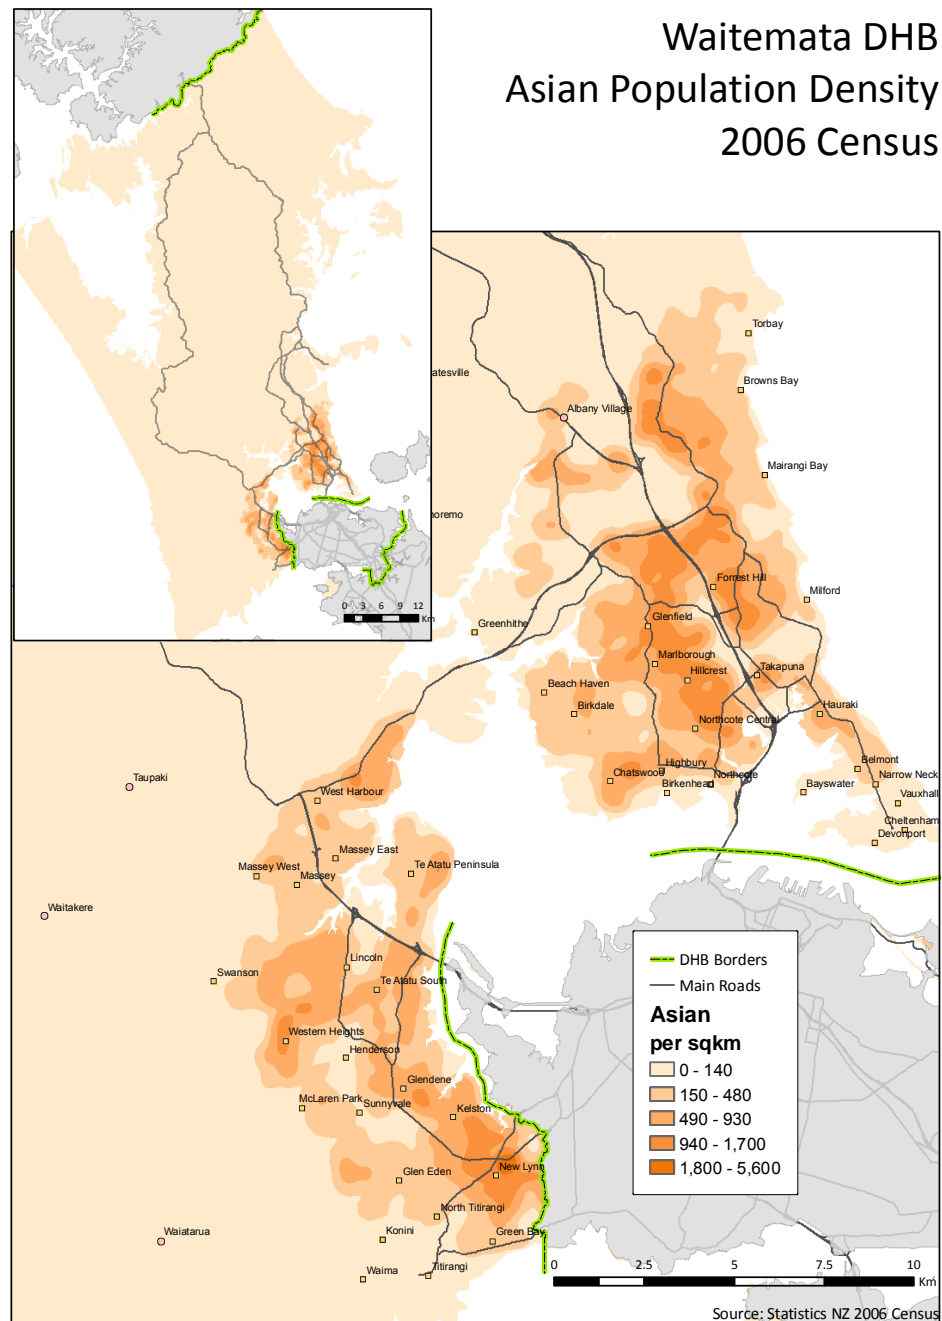 Waitemata DHB
Asian Population Density
2006 Census
0 3 6 9 12
Km
Torbay
atesville
Browns Bay
Albany Village
Mairangi Bay
noremo
Forrest Hill
Milford
Greenhithe
Glenfield
Marlborough
Takapuna
Hillcrest
Beach Haven
Birkdale
Hauraki
Northcote Central
Belmont
Highbury
Chatswood
Northcote
Narrow Neck
Taupaki
Birkenhead
Bayswater
Vauxhall
West Harbour
Cheltenham
Devonport
Massey East
Te Atatu Peninsula
Massey West
Massey
Waitakere
Lincoln
Swanson
Te Atatu South
Western Heights
Henderson
Glendene
McLaren Park
Sunnyvale
Kelston
New Lynn
Glen Eden
North Titirangi
Waiatarua
Konini
Green Bay
Waima
Titirangi
DHB Borders
Main Roads
Asian
per sqkm
0 - 140
150 - 480
490 - 930
940 - 1,700
1,800 - 5,600
0 2.5 5 7.5 10
Km
Source: Statistics NZ 2006 Census